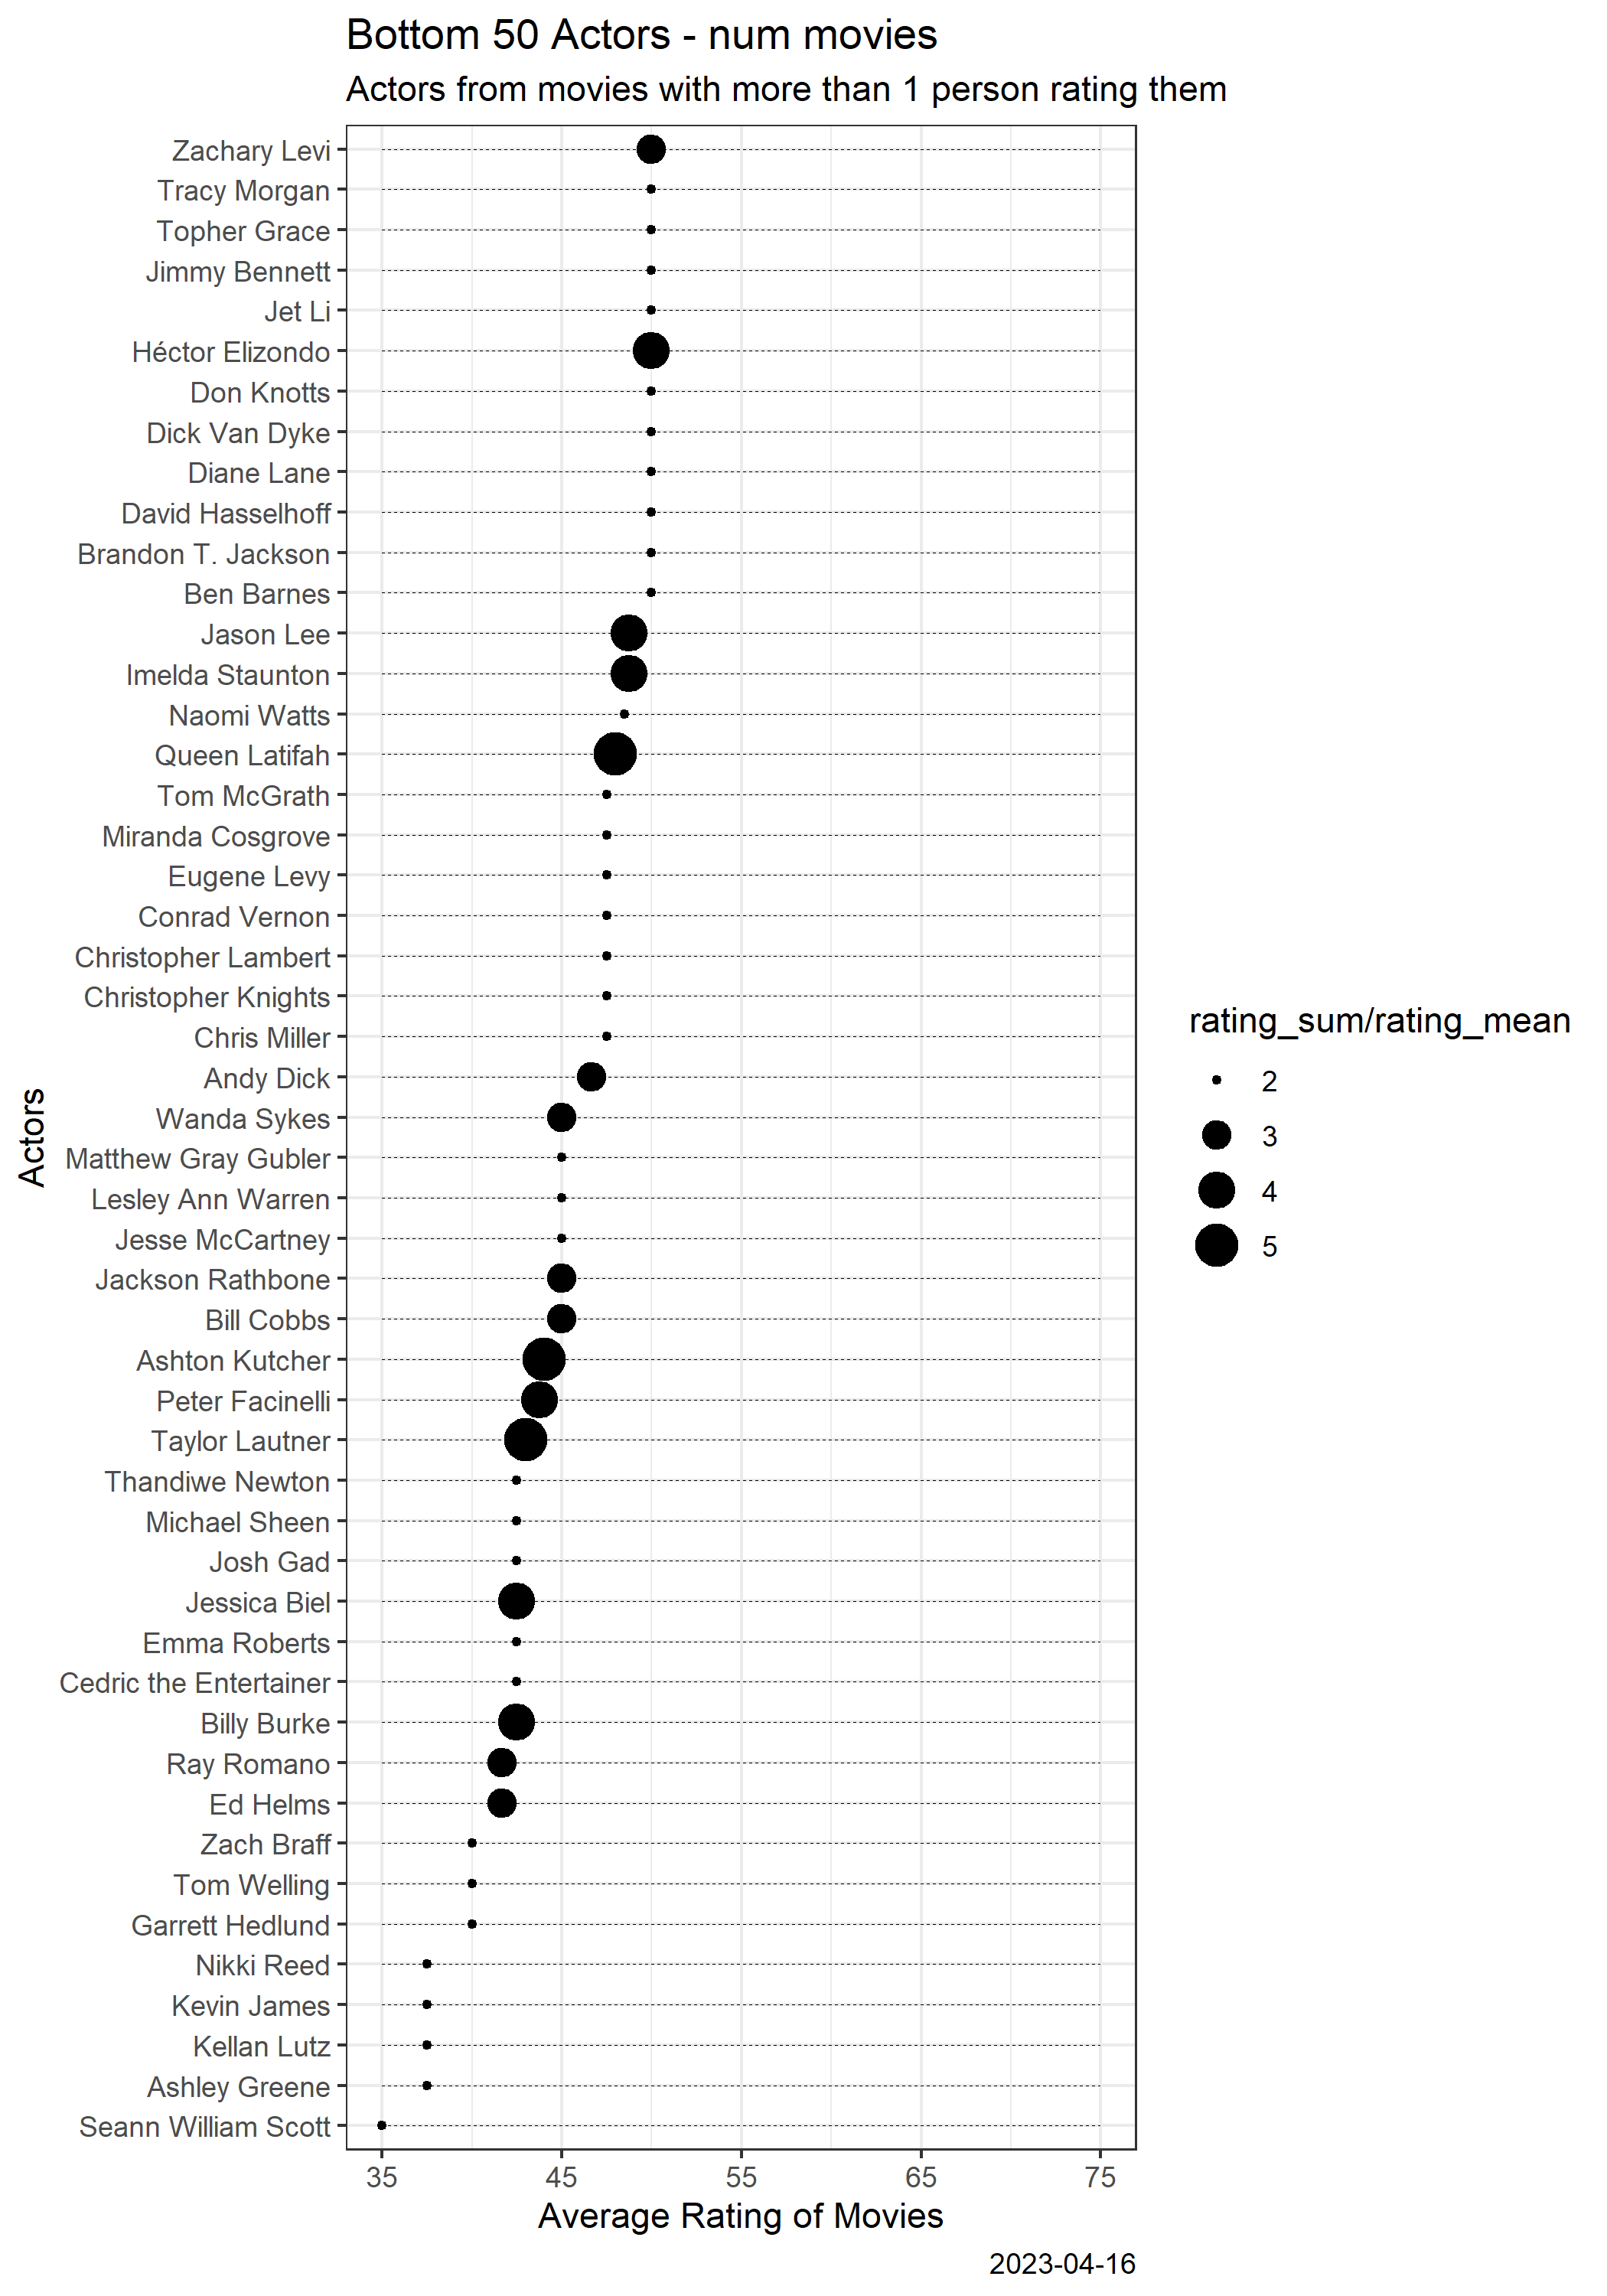 Bottom 50 Actors - num movies
Actors from movies with more than 1 person rating them
Zachary Levi
Tracy Morgan
Topher Grace
Jimmy Bennett
Jet Li
Héctor Elizondo
Don Knotts
Dick Van Dyke
Diane Lane
David Hasselhoff
Brandon T. Jackson
Ben Barnes
Jason Lee
Imelda Staunton
Naomi Watts
Queen Latifah
Tom McGrath
Miranda Cosgrove
Eugene Levy
Conrad Vernon
Christopher Lambert
Christopher Knights
Chris Miller
Andy Dick
Wanda Sykes
Matthew Gray Gubler
Lesley Ann Warren
Jesse McCartney
Jackson Rathbone
Bill Cobbs
Ashton Kutcher
Peter Facinelli
Taylor Lautner
Thandiwe Newton
Michael Sheen
Josh Gad
Jessica Biel
Emma Roberts
Cedric the Entertainer
Billy Burke
Ray Romano
Ed Helms
Zach Braff
Tom Welling
Garrett Hedlund
Nikki Reed
Kevin James
Kellan Lutz
Ashley Greene
Seann William Scott
Actors
35 45 55 65 75
Average Rating of Movies
rating_sum/rating_mean
2
3
4
5
2023-04-16